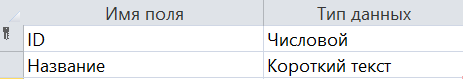 Имя поля Тип данных
ID Числовой
Название Короткий текст